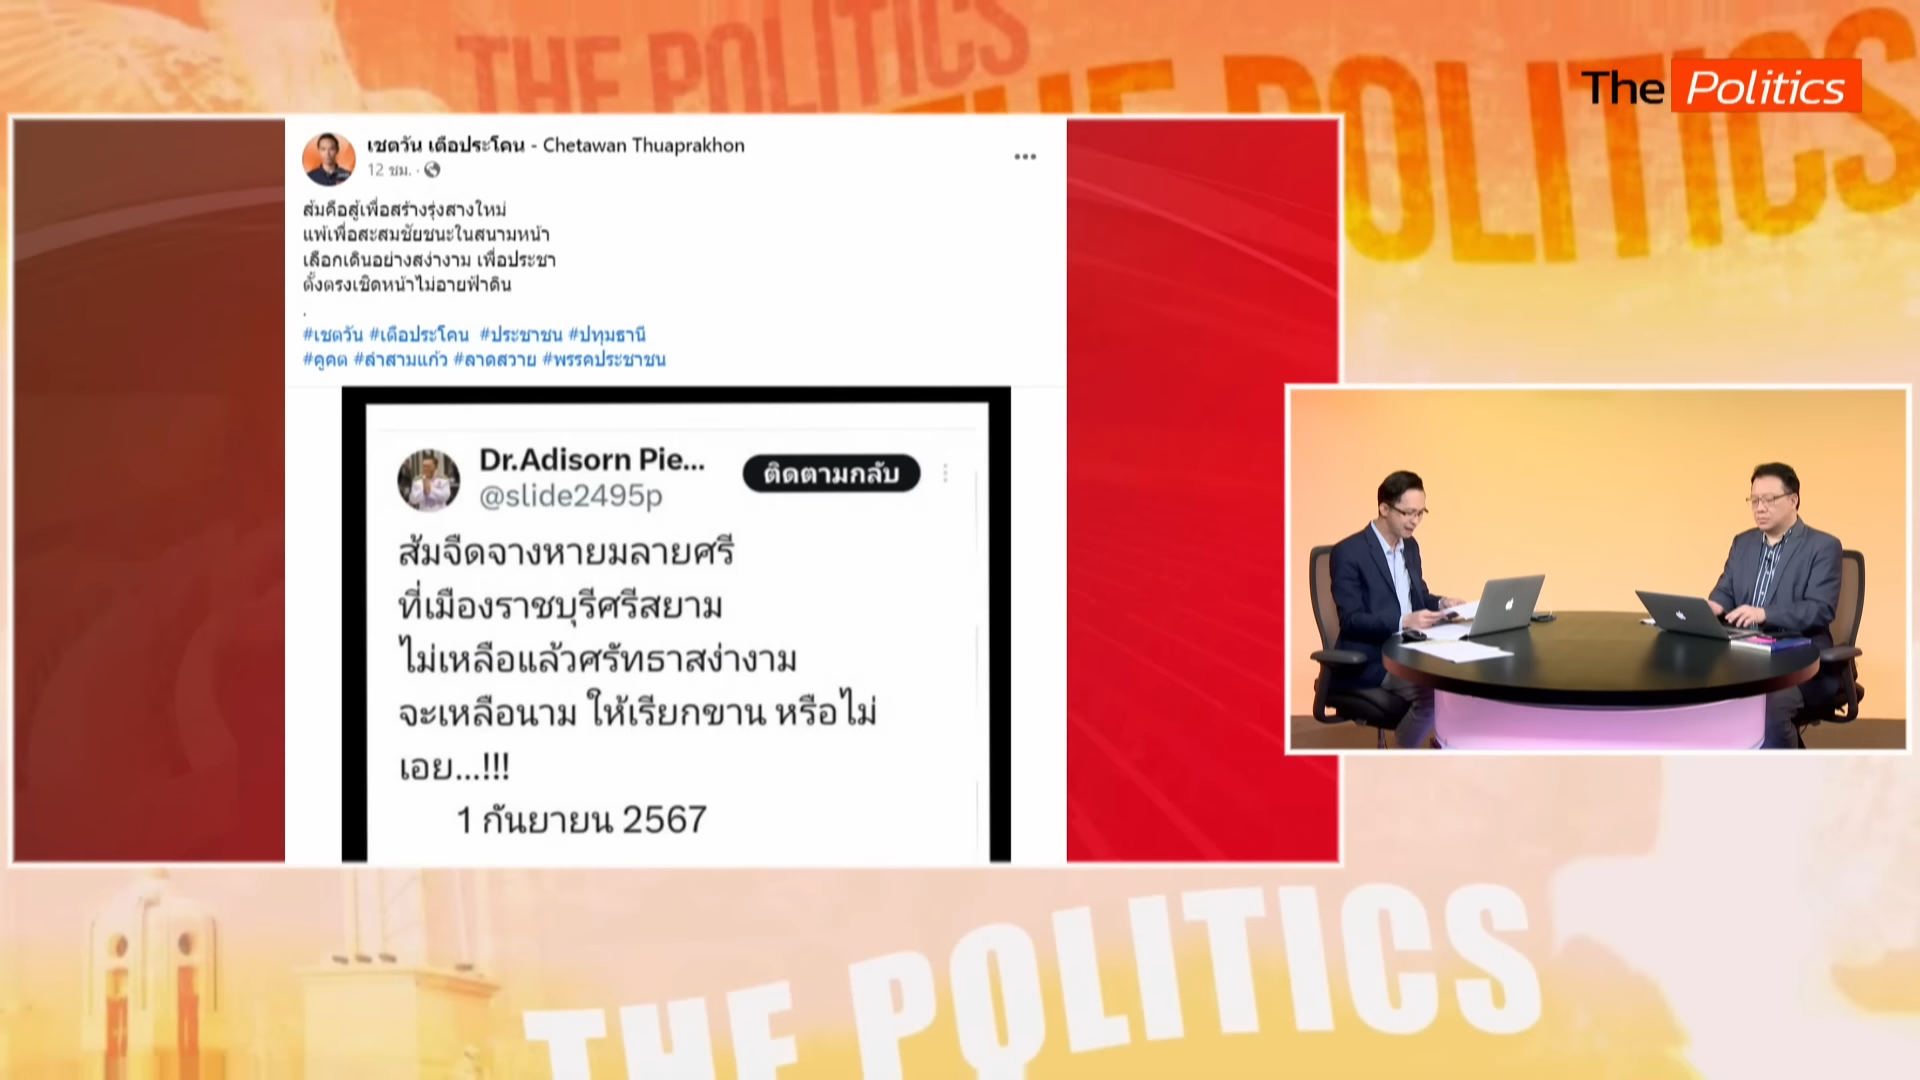 THE POLITICS
THE POLITICS
The Politics
เชตวัน เตือประโคน - Chetawan Thuaprakhon
12 ชม.
ส้มคือสู้เพื่อสร้างรุ่งสางใหม่
แพ้เพื่อสะสมชัยชนะในสนามหน้า
เลือกเดินอย่างสง่างาม เพื่อประชา
ตั้งตรงเชิดหน้าไม่อายฟ้าดิน
.
#เชตวัน #เตือประโคน #ประชาชน #ปทุมธานี
#คูคต #ลำสามแก้ว #ลาดสวาย #พรรคประชาชน
Dr.Adisorn Pie...
@slide2495p
ติดตามกลับ
ส้มจืดจางหายมลายศรี
ที่เมืองราชบุรีศรีสยาม
ไม่เหลือแล้วศรัทธาสง่างาม
จะเหลือนาม ให้เรียกขาน หรือไม่
เอย...!!!
1 กันยายน 2567
THE POLITICS